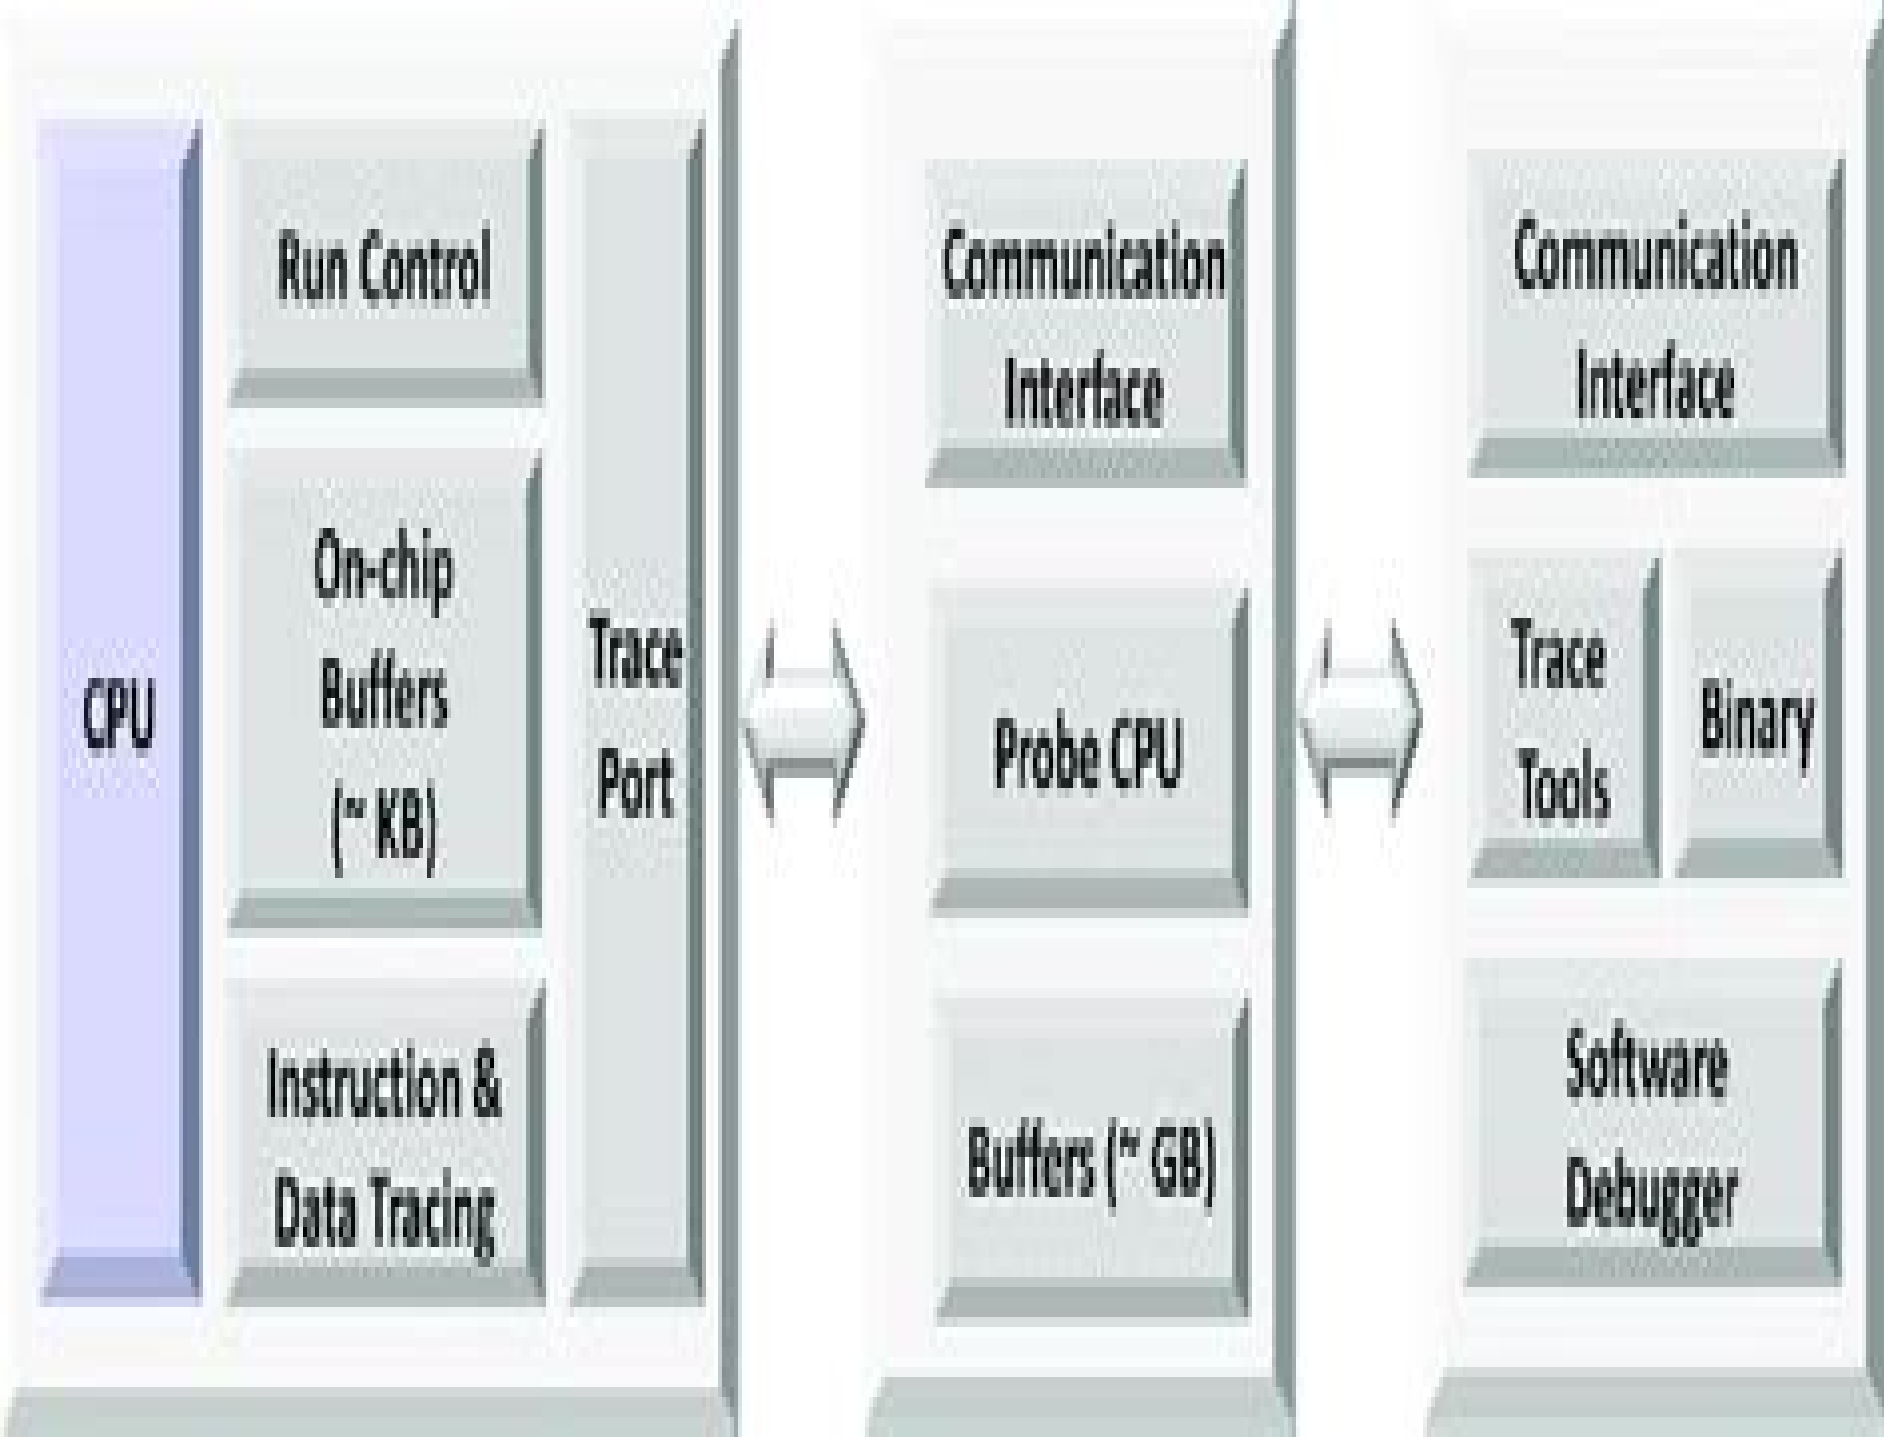 CPU
Run Control
On-chip
Buffers
(~ KB)
Instruction &
Data Tracing
Trace
Port
Communication
Interface
Probe CPU
Buffers (~ GB)
Communication
Interface
Trace
Tools
Binary
Software
Debugger